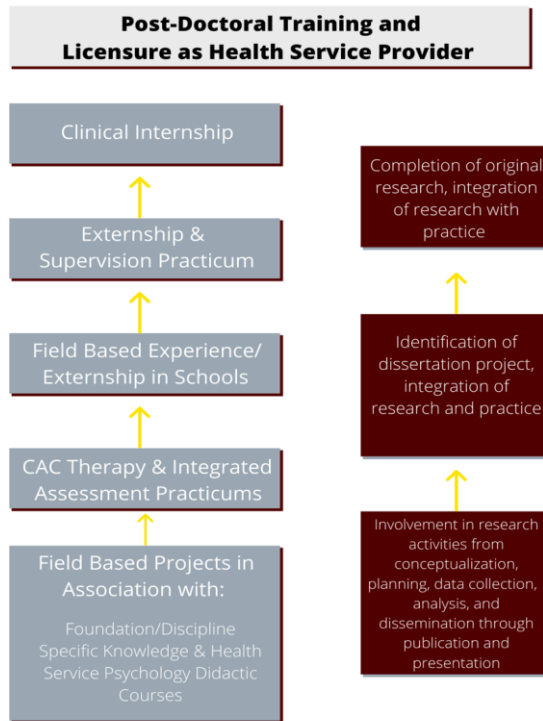 Post-Doctoral Training and
Licensure as Health Service Provider
Clinical Internship
Externship &
Supervision Practicum
Field Based Experience/
Externship in Schools
CAC Therapy & Integrated
Assessment Practicums
Field Based Projects in
Association with:
Foundation/Discipline
Specific Knowledge & Health
Service Psychology Didactic
Courses
Completion of original
research, integration
of research with
practice
Identification of
dissertation project,
integration of
research and practice
Involvement in research
activities from
conceptualization,
planning, data collection,
analysis, and
dissemination through
publication and
presentation